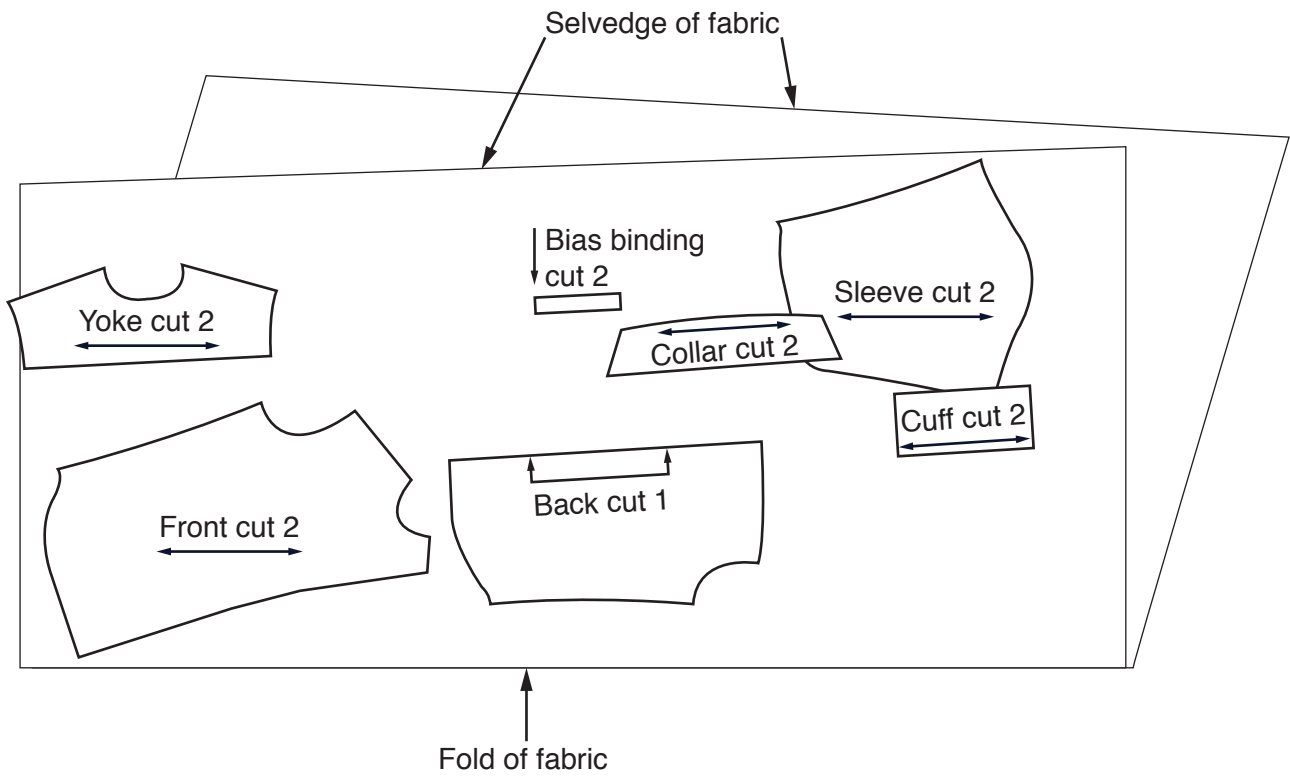 Selvedge of fabric
Bias binding
cut 2
Sleeve cut 2
Yoke cut 2
Collar cut 2
Cuff cut 2
Back cut 1
Front cut 2
Fold of fabric